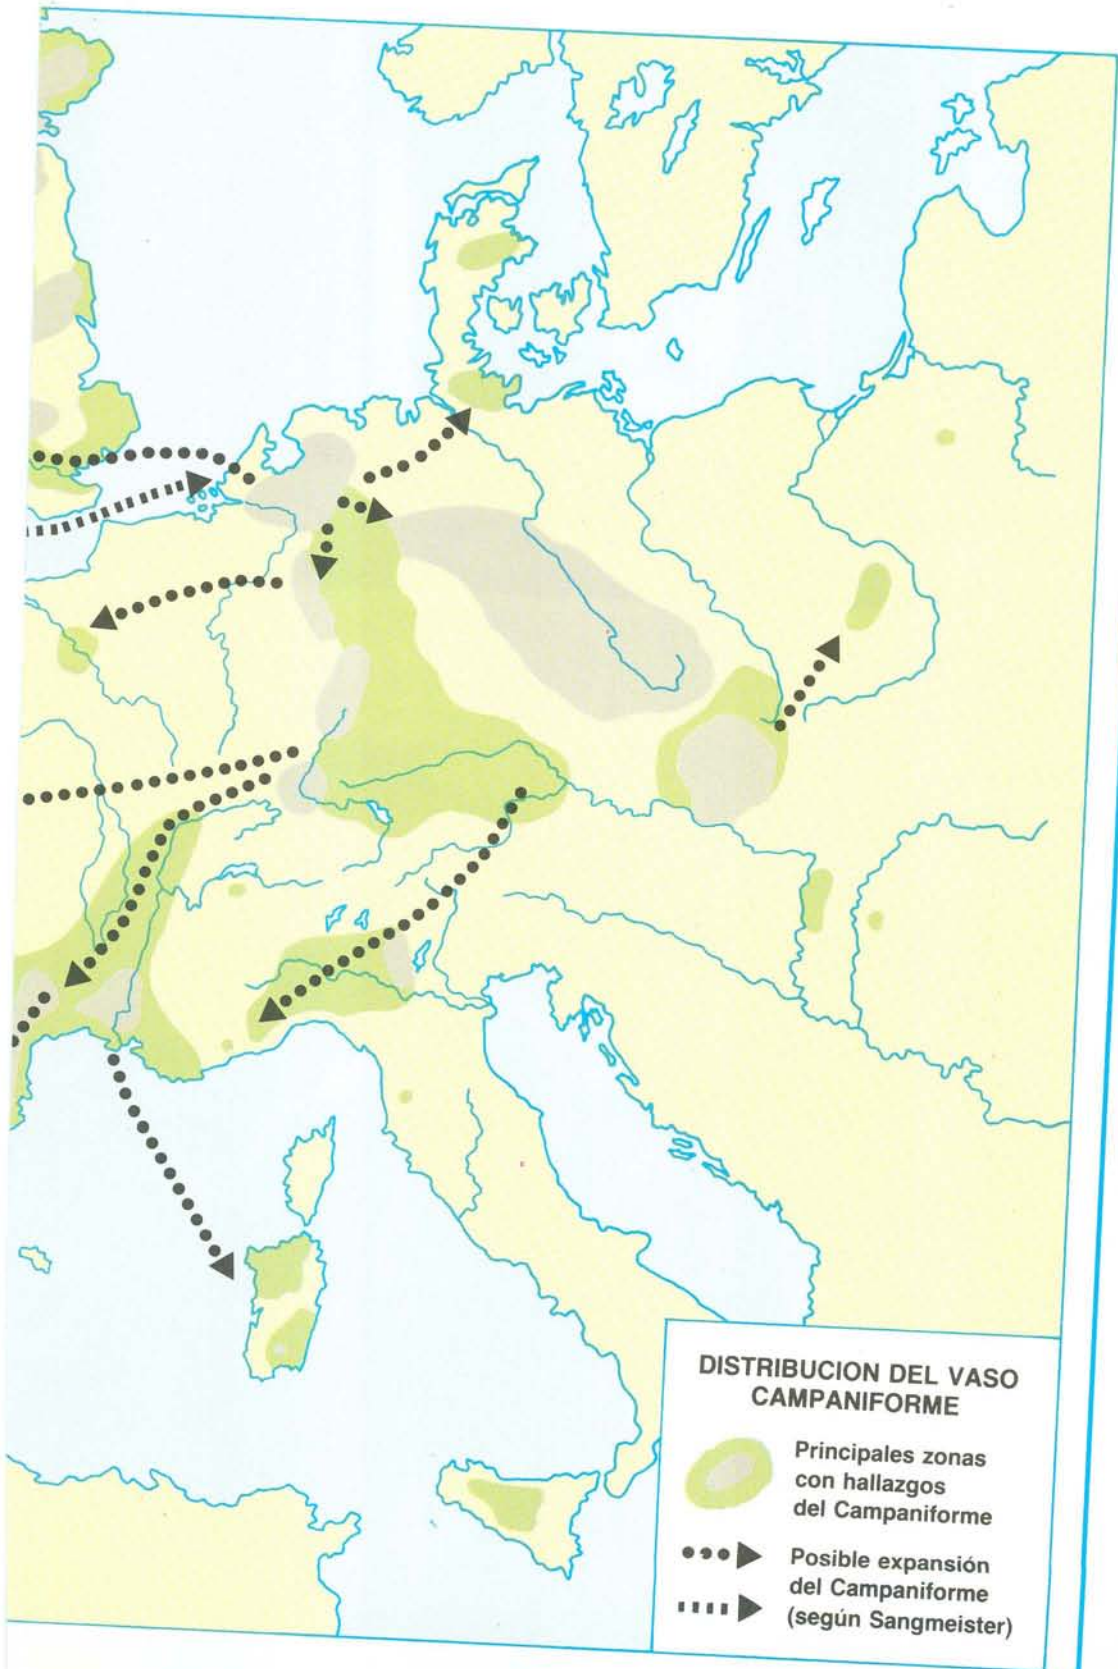 DISTRIBUCION DEL VASO
CAMPANIFORME
Principales zonas
con hallazgos
del Campaniforme
Posible expansión
del Campaniforme
(según Sangmeister)